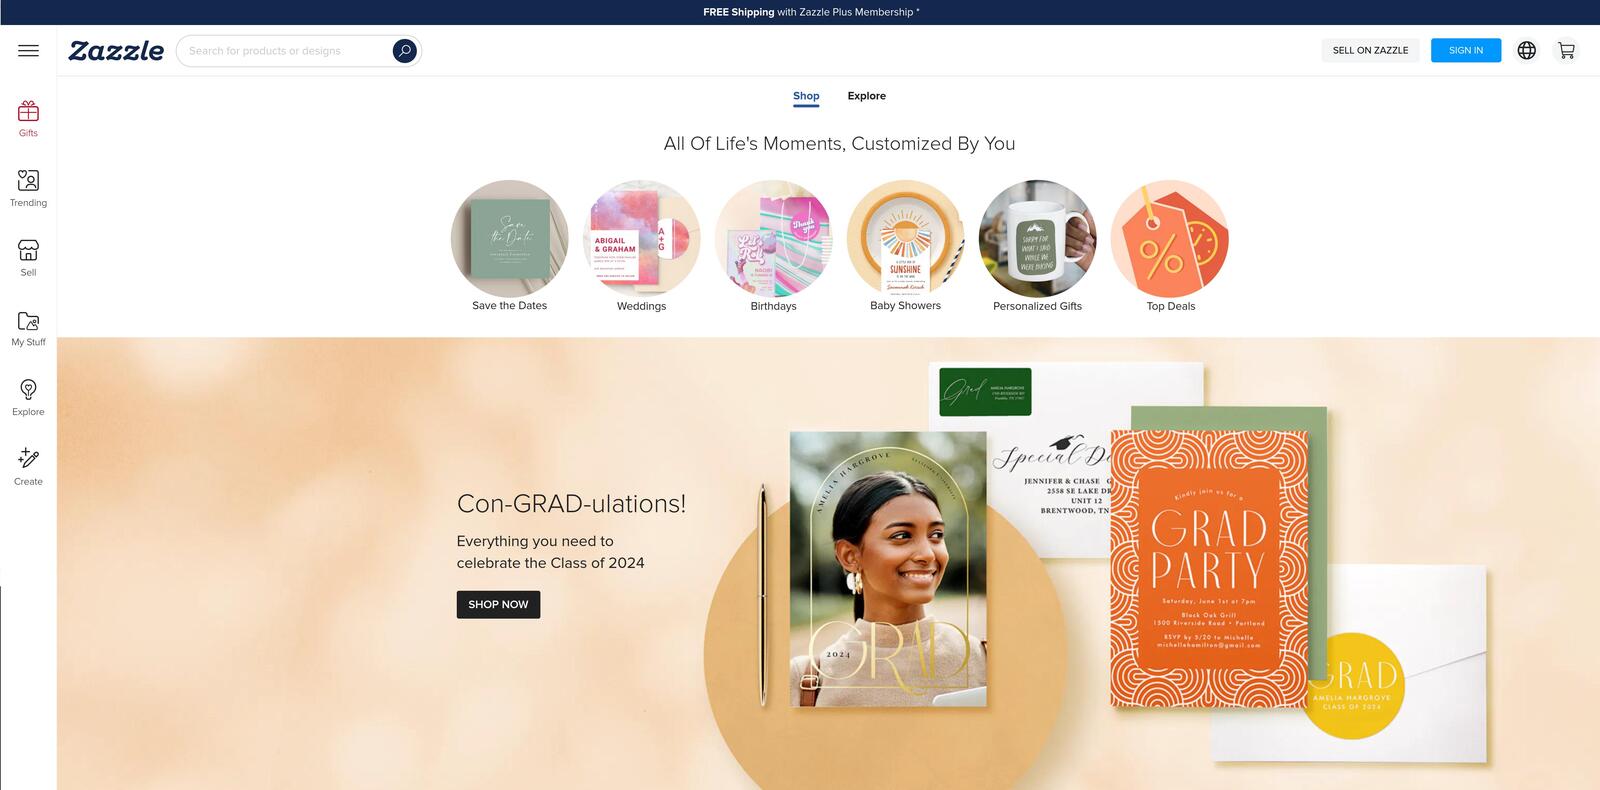 FREE Shipping with Zazzle Plus Membership *
Zazzle
Search for products or designs
SELL ON ZAZZLE
SIGN IN
Gifts
Trending
Sell
My Stuff
Explore
Create
Shop
Explore
All Of Life's Moments, Customized By You
Save
the Date
ABIGAIL
& GRAHAM
A
+
G
Thank
you
SUNSHINE
SORRY FOR
WHAT I SAID
WHILE WE
WERE DOING
%
Save the Dates
Weddings
Birthdays
Baby Showers
Personalized Gifts
Top Deals
Con-GRAD-ulations!
Everything you need to
celebrate the Class of 2024
SHOP NOW
Grad
AMELIA HARGROVE
Special Da
JENNIFER & CHASE G
2558 SE LAKE DR
UNIT 12
BRENTWOOD, TN
AMELIA HARGROVE
GRAD
2024
Kindly join us for a
GRAD
PARTY
Saturday, June 1st at 7pm
Black Oak Grill
1500 Riverside Road • Portland
RSVP by 5/20 to Michelle
michellehamilton@gmail.com
GRAD
AMELIA HARGROVE
CLASS OF 2024